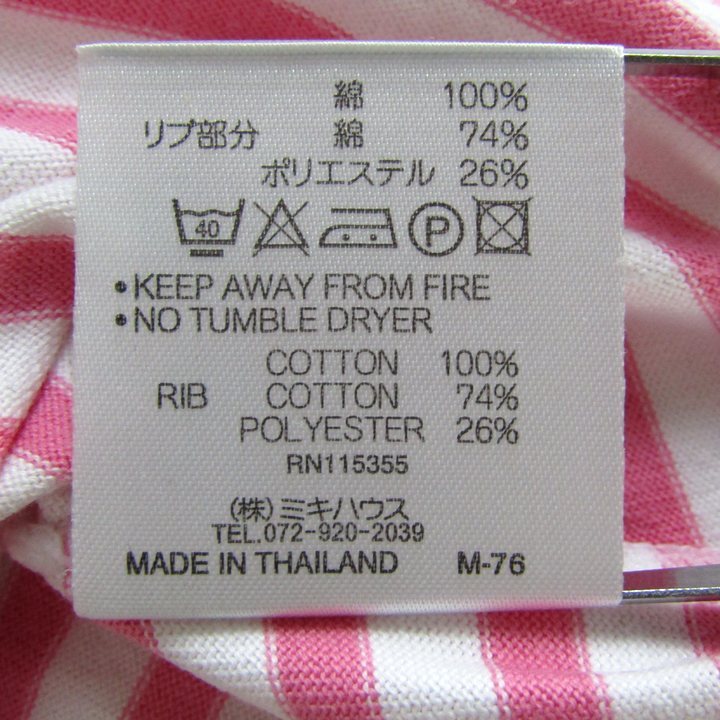 綿 100%
リブ部分 綿 74%
ポリエステル 26%
40 P
•KEEP AWAY FROM FIRE
•NO TUMBLE DRYER
COTTON 100%
RIB COTTON 74%
POLYESTER 26%
RN115355
(株)ミキハウス
TEL.072-920-2039
MADE IN THAILAND M-76